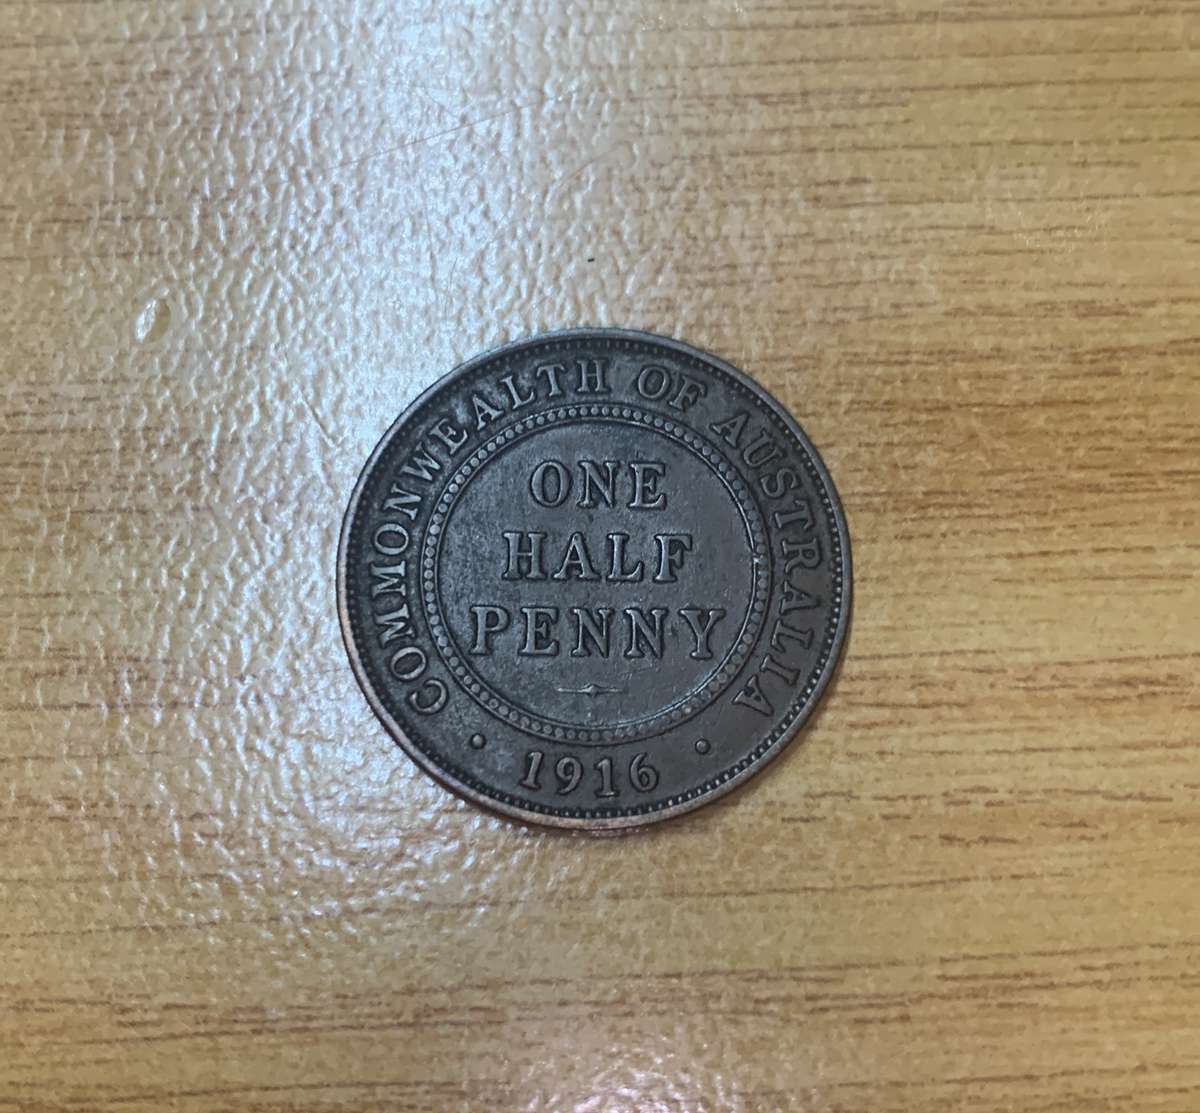 COMMONWEALTH OF AUSTRALIA
ONE
HALF
PENNY
· 1916 ·